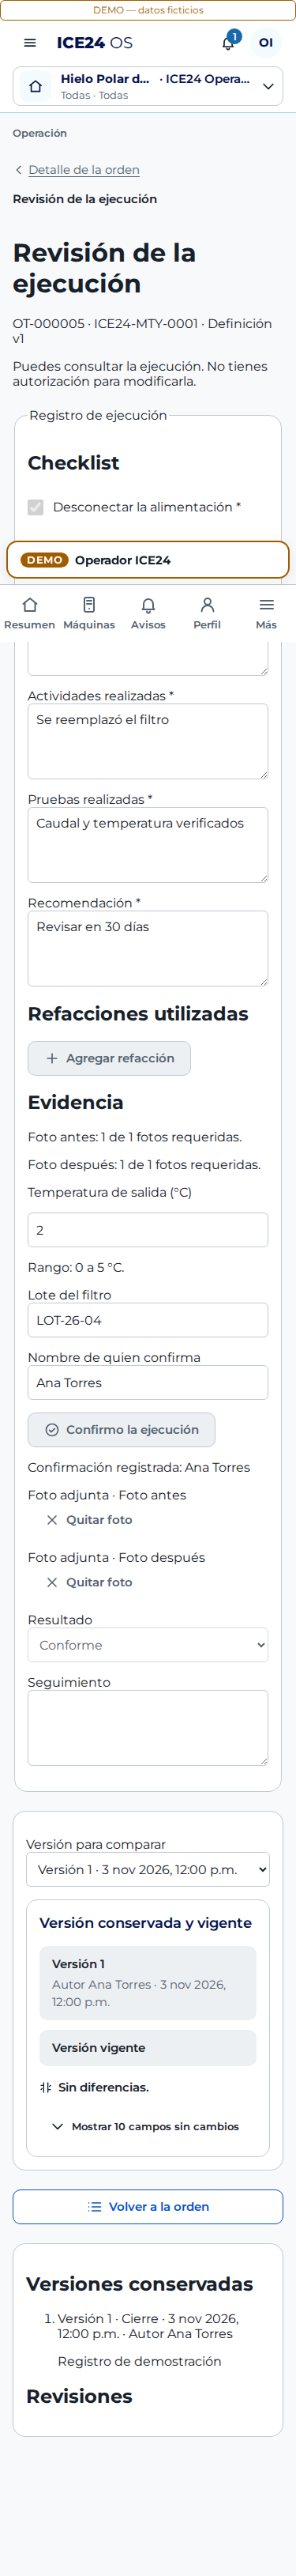 DEMO — datos ficticios
ICE24 OS
1
OI
Hielo Polar d... · ICE24 Opera...
Todas · Todas
Operación
Detalle de la orden
Revisión de la ejecución
Revisión de la
ejecución
OT-000005 · ICE24-MTY-0001 · Definición
v1
Puedes consultar la ejecución. No tienes
autorización para modificarla.
Registro de ejecución
Checklist
Desconectar la alimentación *
DEMO Operador ICE24
Resumen Máquinas Avisos Perfil Más
Actividades realizadas *
Se reemplazó el filtro
Pruebas realizadas *
Caudal y temperatura verificados
Recomendación *
Revisar en 30 días
Refacciones utilizadas
Agregar refacción
Evidencia
Foto antes: 1 de 1 fotos requeridas.
Foto después: 1 de 1 fotos requeridas.
Temperatura de salida (°C)
2
Rango: 0 a 5 °C.
Lote del filtro
LOT-26-04
Nombre de quien confirma
Ana Torres
Confirmo la ejecución
Confirmación registrada: Ana Torres
Foto adjunta · Foto antes
Quitar foto
Foto adjunta · Foto después
Quitar foto
Resultado
Conforme
Seguimiento
Versión para comparar
Versión 1 · 3 nov 2026, 12:00 p.m.
Versión conservada y vigente
Versión 1
Autor Ana Torres · 3 nov 2026,
12:00 p.m.
Versión vigente
Sin diferencias.
Mostrar 10 campos sin cambios
Volver a la orden
Versiones conservadas
1. Versión 1 · Cierre · 3 nov 2026,
12:00 p.m. · Autor Ana Torres
Registro de demostración
Revisiones